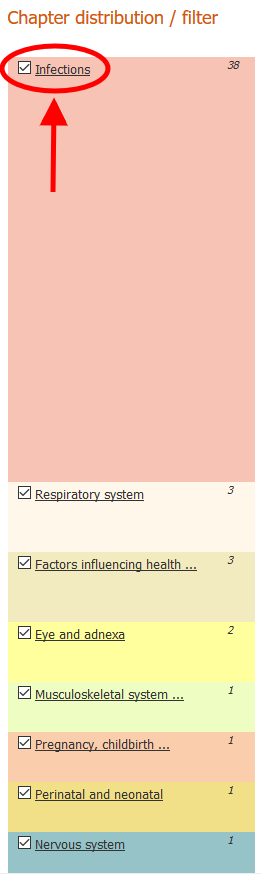 Chapter distribution / filter
Infections 38
Respiratory system 3
Factors influencing health ... 3
Eye and adnexa 2
Musculoskeletal system ... 1
Pregnancy, childbirth ... 1
Perinatal and neonatal 1
Nervous system 1